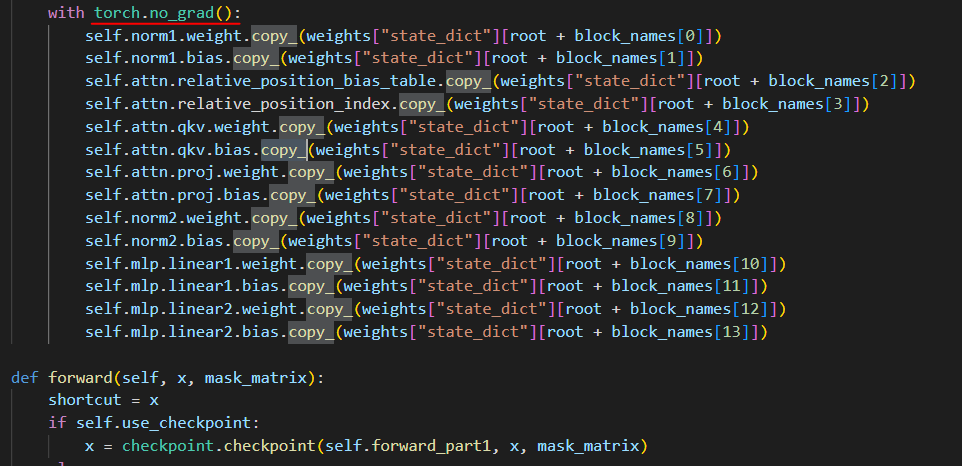 with torch.no_grad():
self.norm1.weight.copy_(weights["state_dict"][root + block_names[0]])
self.norm1.bias.copy_(weights["state_dict"][root + block_names[1]])
self.attn.relative_position_bias_table.copy_(weights["state_dict"][root + block_names[2]])
self.attn.relative_position_index.copy_(weights["state_dict"][root + block_names[3]])
self.attn.qkv.weight.copy_(weights["state_dict"][root + block_names[4]])
self.attn.qkv.bias.copy_(weights["state_dict"][root + block_names[5]])
self.attn.proj.weight.copy_(weights["state_dict"][root + block_names[6]])
self.attn.proj.bias.copy_(weights["state_dict"][root + block_names[7]])
self.norm2.weight.copy_(weights["state_dict"][root + block_names[8]])
self.norm2.bias.copy_(weights["state_dict"][root + block_names[9]])
self.mlp.linear1.weight.copy_(weights["state_dict"][root + block_names[10]])
self.mlp.linear1.bias.copy_(weights["state_dict"][root + block_names[11]])
self.mlp.linear2.weight.copy_(weights["state_dict"][root + block_names[12]])
self.mlp.linear2.bias.copy_(weights["state_dict"][root + block_names[13]])
def forward(self, x, mask_matrix):
shortcut = x
if self.use_checkpoint:
x = checkpoint.checkpoint(self.forward_part1, x, mask_matrix)